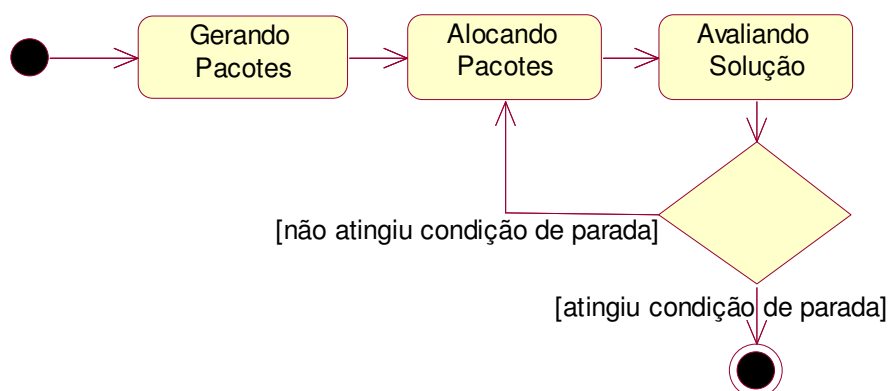 Gerando
Pacotes
Alocando
Pacotes
Avaliando
Solução
[não atingiu condição de parada]
[atingiu condição de parada]